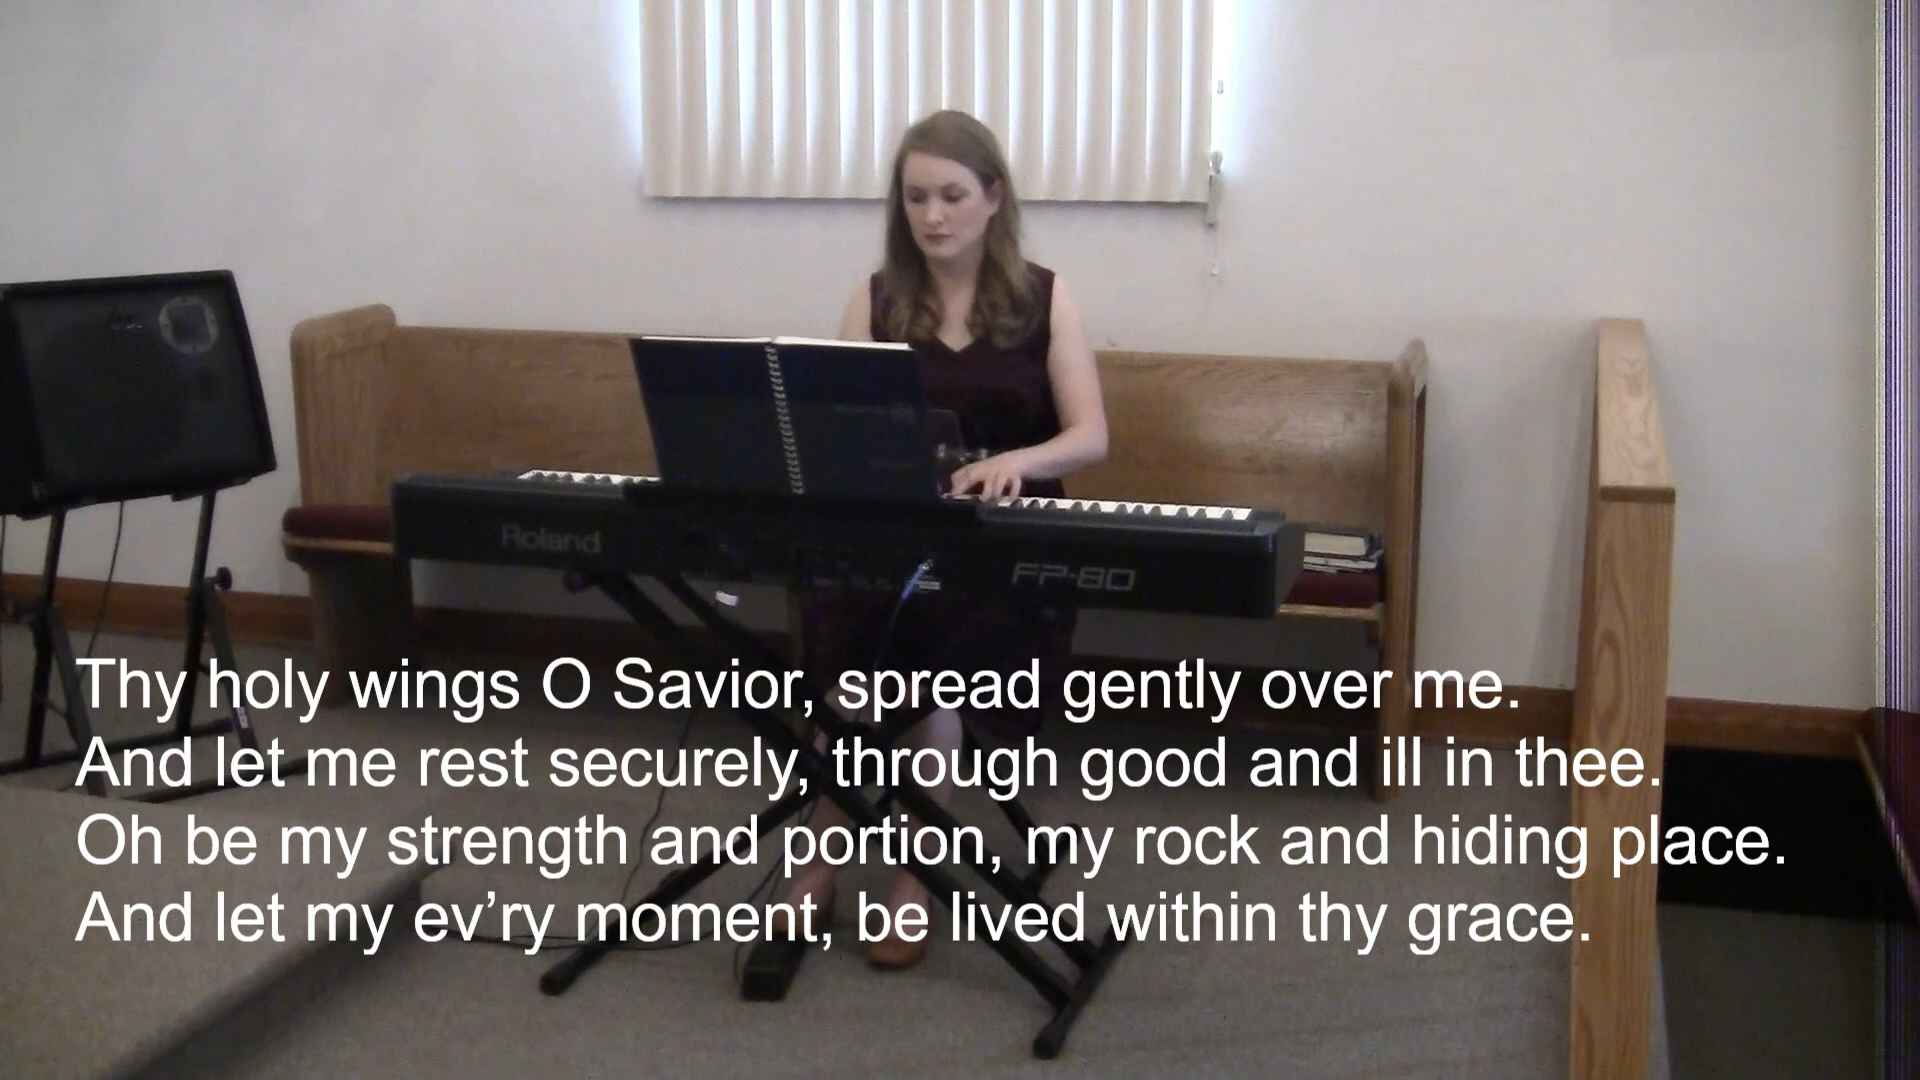 Roland
FP-80
Thy holy wings O Savior, spread gently over me.
And let me rest securely, through good and ill in thee.
Oh be my strength and portion, my rock and hiding place.
And let my ev’ry moment, be lived within thy grace.